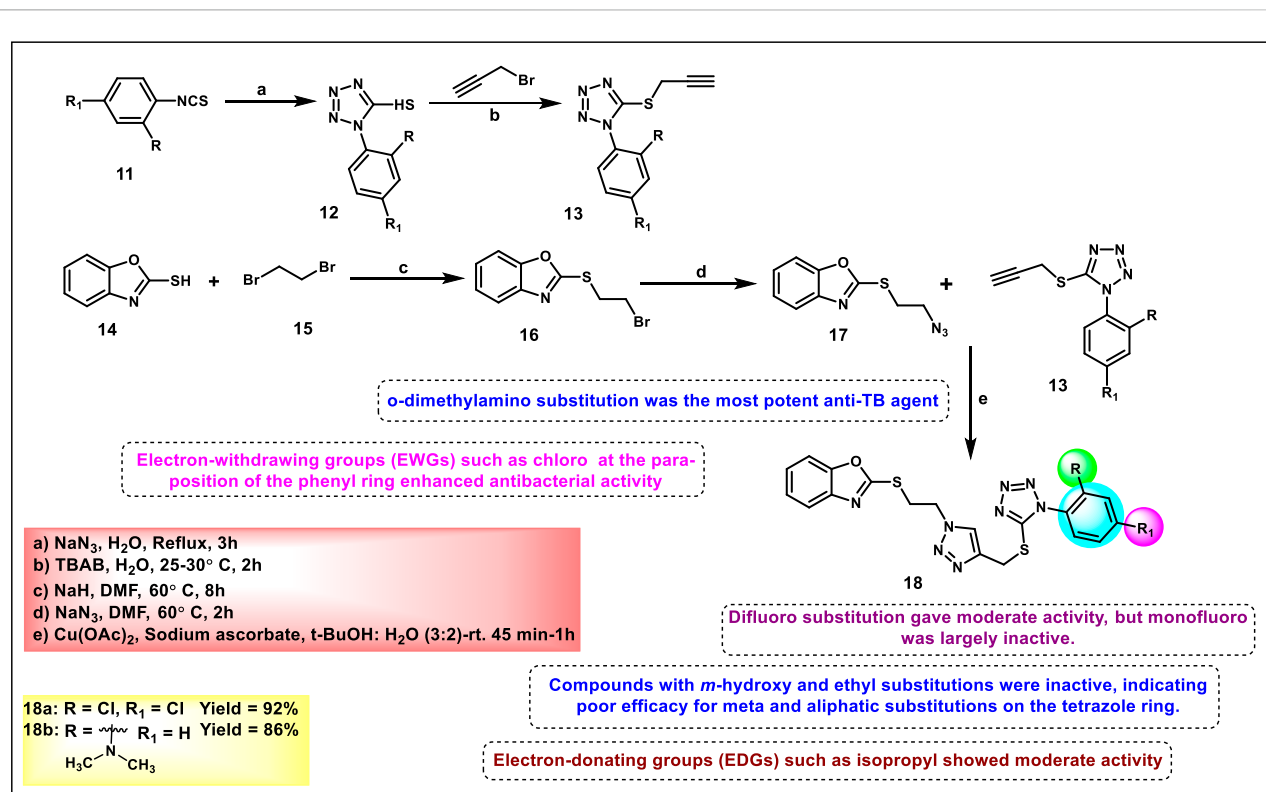 R₁
NCS
R
11
a
N
N
N
N
HS
R
R₁
12
Br
b
N
N
N
N
S
R
R₁
13
O
N
SH
14
+
Br
Br
15
c
O
N
S
Br
16
d
O
N
S
N₃
17
+
S
N
N
N
N
R
R₁
13
e
o-dimethylamino substitution was the most potent anti-TB agent
Electron-withdrawing groups (EWGs) such as chloro at the para-
position of the phenyl ring enhanced antibacterial activity
O
N
S
N
N
N
S
N
N
N
N
R
R₁
18
a) NaN₃, H₂O, Reflux, 3h
b) TBAB, H₂O, 25-30° C, 2h
c) NaH, DMF, 60° C, 8h
d) NaN₃, DMF, 60° C, 2h
e) Cu(OAc)₂, Sodium ascorbate, t-BuOH: H₂O (3:2)-rt. 45 min-1h
Difluoro substitution gave moderate activity, but monofluoro
was largely inactive.
Compounds with m-hydroxy and ethyl substitutions were inactive, indicating
poor efficacy for meta and aliphatic substitutions on the tetrazole ring.
Electron-donating groups (EDGs) such as isopropyl showed moderate activity
18a: R = Cl, R₁ = Cl Yield = 92%
18b: R = R₁ = H Yield = 86%
N
H₃C CH₃